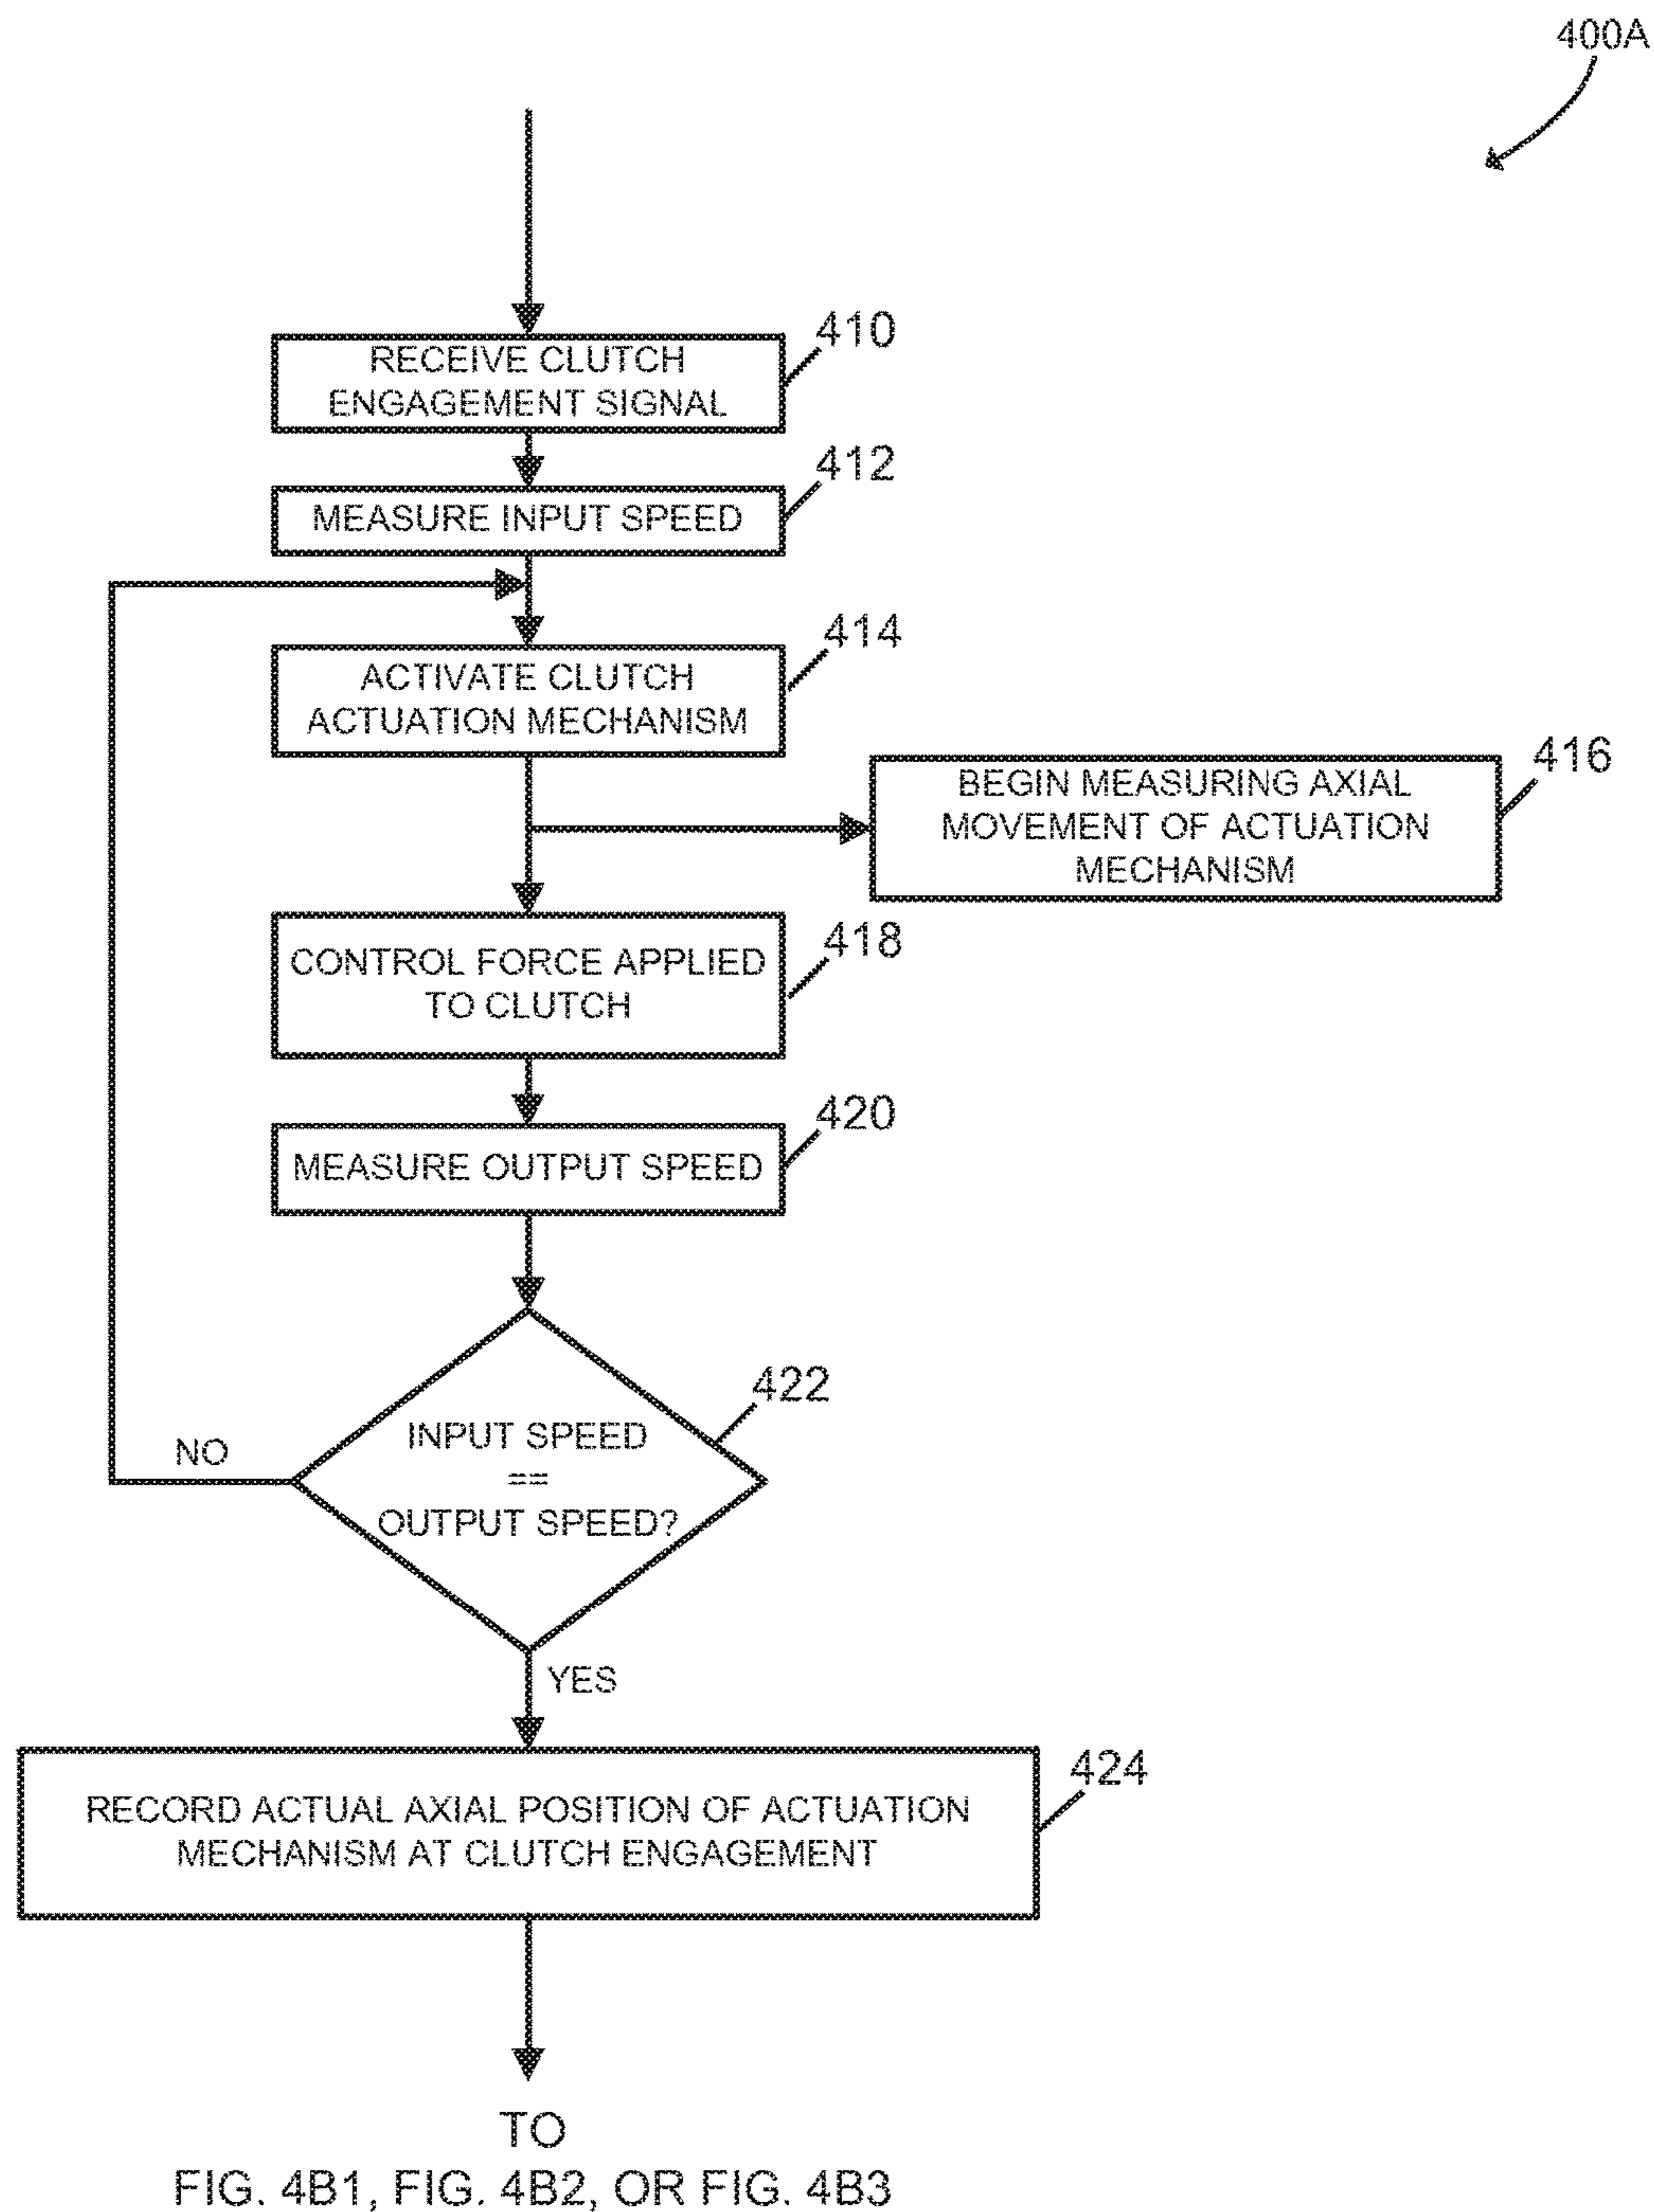 400A
RECEIVE CLUTCH
ENGAGEMENT SIGNAL
410
MEASURE INPUT SPEED
412
ACTIVATE CLUTCH
ACTUATION MECHANISM
414
BEGIN MEASURING AXIAL
MOVEMENT OF ACTUATION
MECHANISM
416
CONTROL FORCE APPLIED
TO CLUTCH
418
MEASURE OUTPUT SPEED
420
INPUT SPEED
==
OUTPUT SPEED?
422
NO
YES
RECORD ACTUAL AXIAL POSITION OF ACTUATION
MECHANISM AT CLUTCH ENGAGEMENT
424
TO
FIG. 4B1, FIG. 4B2, OR FIG. 4B3